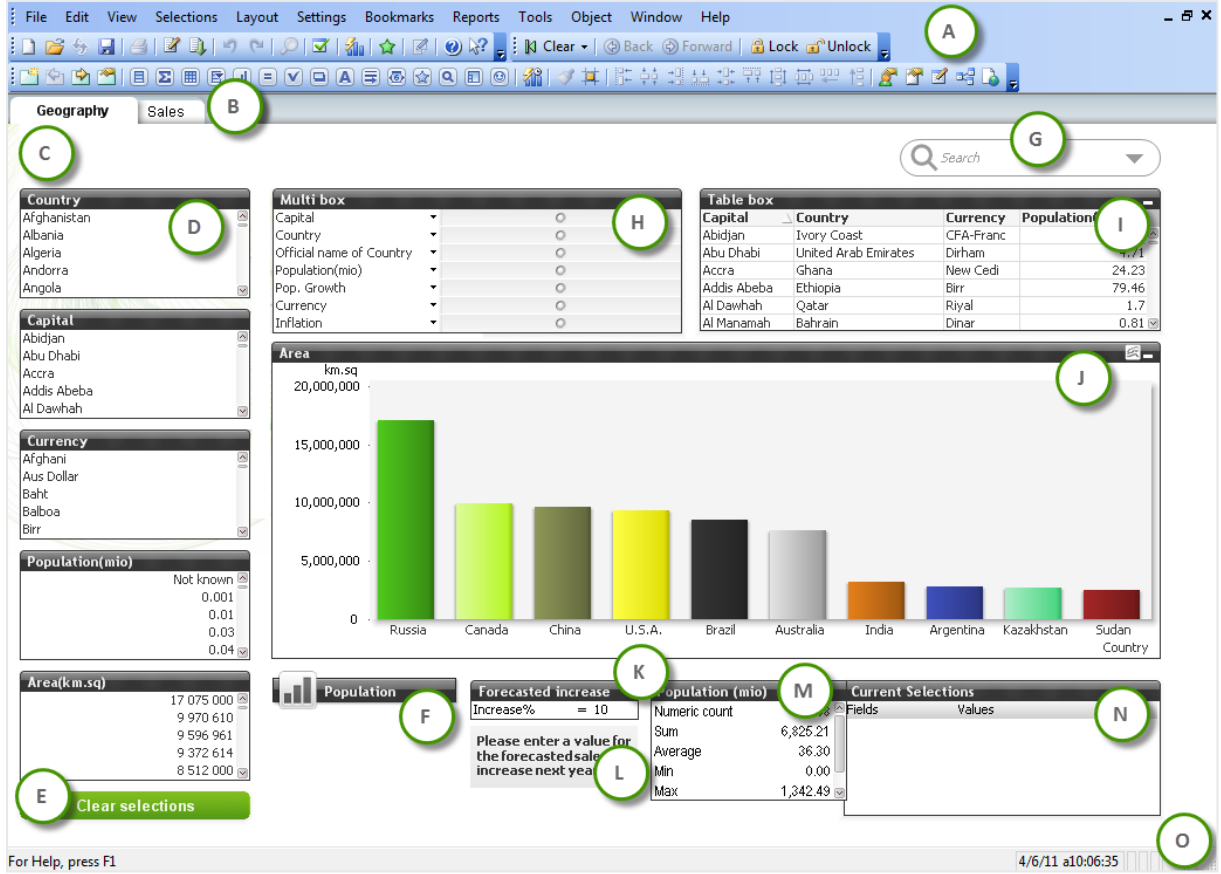 File Edit View Selections Layout Settings Bookmarks Reports Tools Object Window Help
A
Clear Back Forward Lock Unlock
Geography Sales
B
C
G
Search
Country
Afghanistan
Albania
Algeria
Andorra
Angola
D
Multi box
Capital
Country
Official name of Country
Population(mio)
Pop. Growth
Currency
Inflation
H
Table box
Capital Country Currency Population(
Abidjan Ivory Coast CFA-Franc
Abu Dhabi United Arab Emirates Dirham 4.71
Accra Ghana New Cedi 24.23
Addis Abeba Ethiopia Birr 79.46
Al Dawhah Qatar Riyal 1.7
Al Manamah Bahrain Dinar 0.81
I
Capital
Abidjan
Abu Dhabi
Accra
Addis Abeba
Al Dawhah
Currency
Afghani
Aus Dollar
Baht
Balboa
Birr
Population(mio)
Not known
0.001
0.01
0.03
0.04
Area(km.sq)
17 075 000
9 970 610
9 596 961
9 372 614
8 512 000
E
Clear selections
Area
J
km.sq
20,000,000
15,000,000
10,000,000
5,000,000
0
Russia Canada China U.S.A. Brazil Australia India Argentina Kazakhstan Sudan
Country
Population
F
K
Forecasted increase
Increase% = 10
Please enter a value for
the forecasted sale
increase next yea
L
Population (mio)
M
Numeric count
Sum 6,825.21
Average 36.30
Min 0.00
Max 1,342.49
Current Selections
Fields Values
N
O
For Help, press F1
4/6/11 a10:06:35